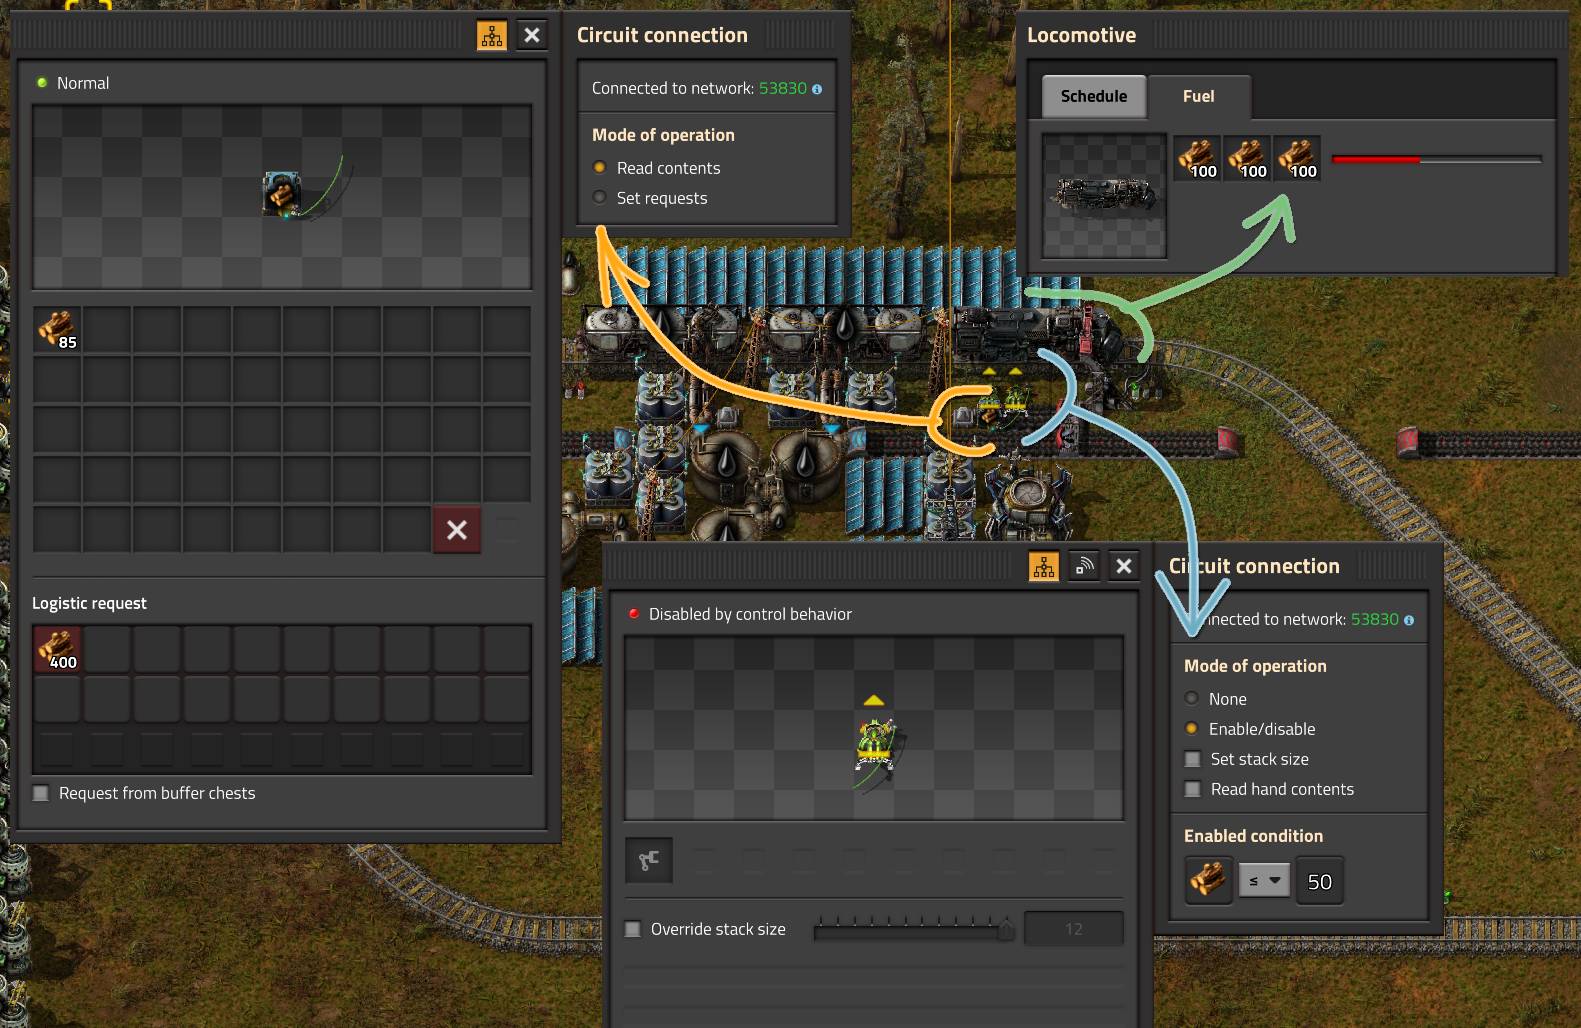 Normal
85
Logistic request
400
Request from buffer chests
Circuit connection
Connected to network: 53830
Mode of operation
Read contents
Set requests
Locomotive
Schedule
Fuel
100
100
100
Disabled by control behavior
Override stack size
12
Circuit connection
nnected to network: 53830
Mode of operation
None
Enable/disable
Set stack size
Read hand contents
Enabled condition
≤
50